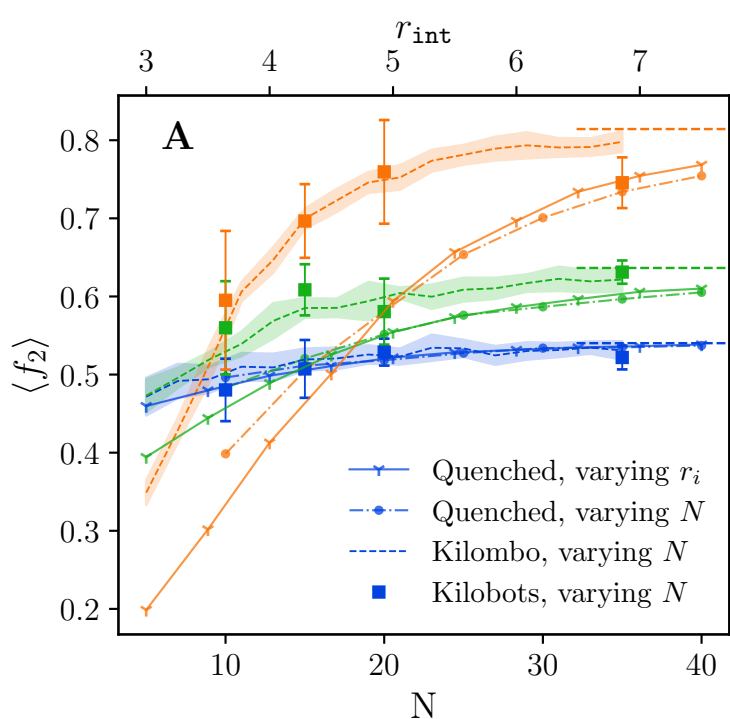 r_int
3 4 5 6 7
A
0.8
0.7
0.6
0.5
0.4
0.3
0.2
⟨f₂⟩
Quenched, varying r_i
Quenched, varying N
Kilombo, varying N
Kilobots, varying N
10 20 30 40
N